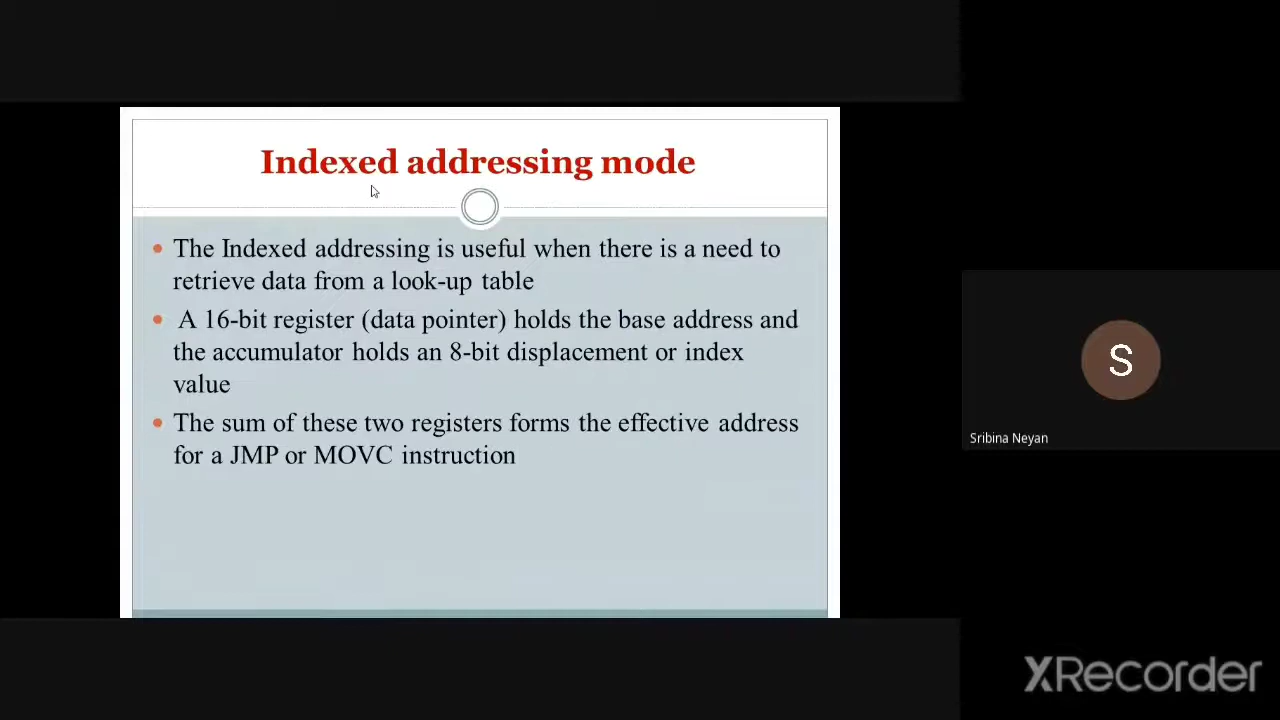 Indexed addressing mode
• The Indexed addressing is useful when there is a need to
retrieve data from a look-up table
• A 16-bit register (data pointer) holds the base address and
the accumulator holds an 8-bit displacement or index
value
• The sum of these two registers forms the effective address
for a JMP or MOVC instruction
S
Sribina Neyan
XRecorder